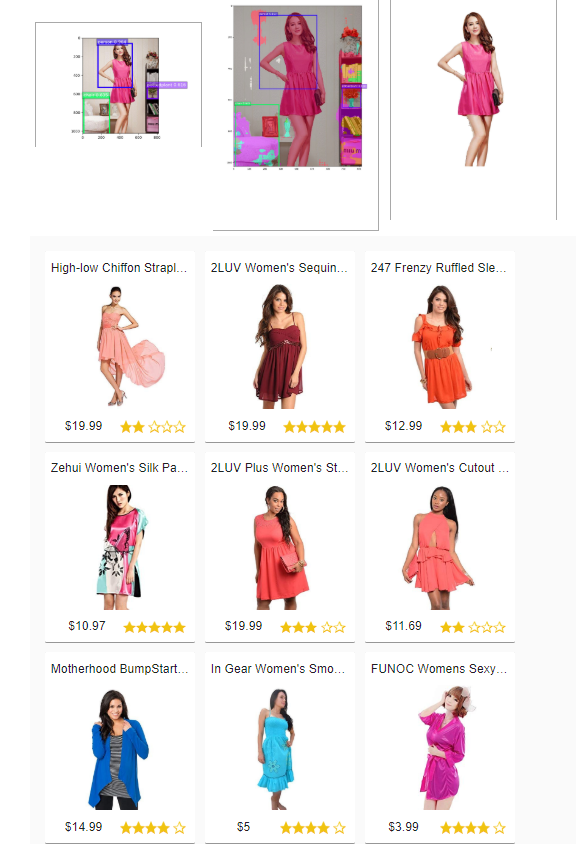 High-low Chiffon Strapl...
2LUV Women's Sequin...
247 Frenzy Ruffled Sle...
$19.99
$19.99
$12.99
Zehui Women's Silk Pa...
2LUV Plus Women's St...
2LUV Women's Cutout ...
$10.97
$19.99
$11.69
Motherhood BumpStart...
In Gear Women's Smo...
FUNOC Womens Sexy...
$14.99
$5
$3.99